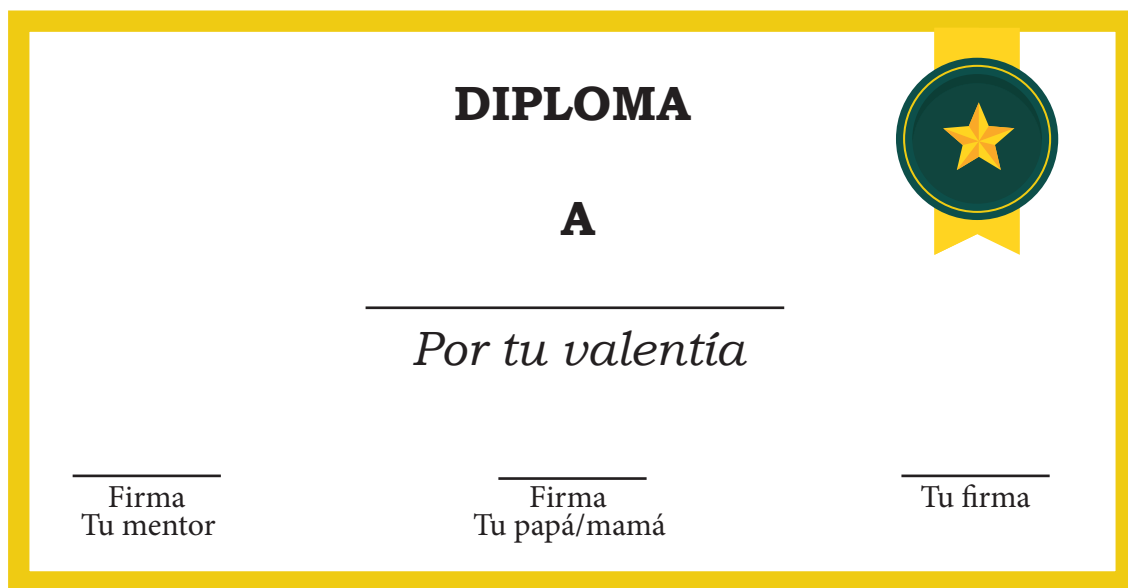 DIPLOMA
A
Por tu valentía
Firma
Tu mentor
Firma
Tu papá/mamá
Tu firma